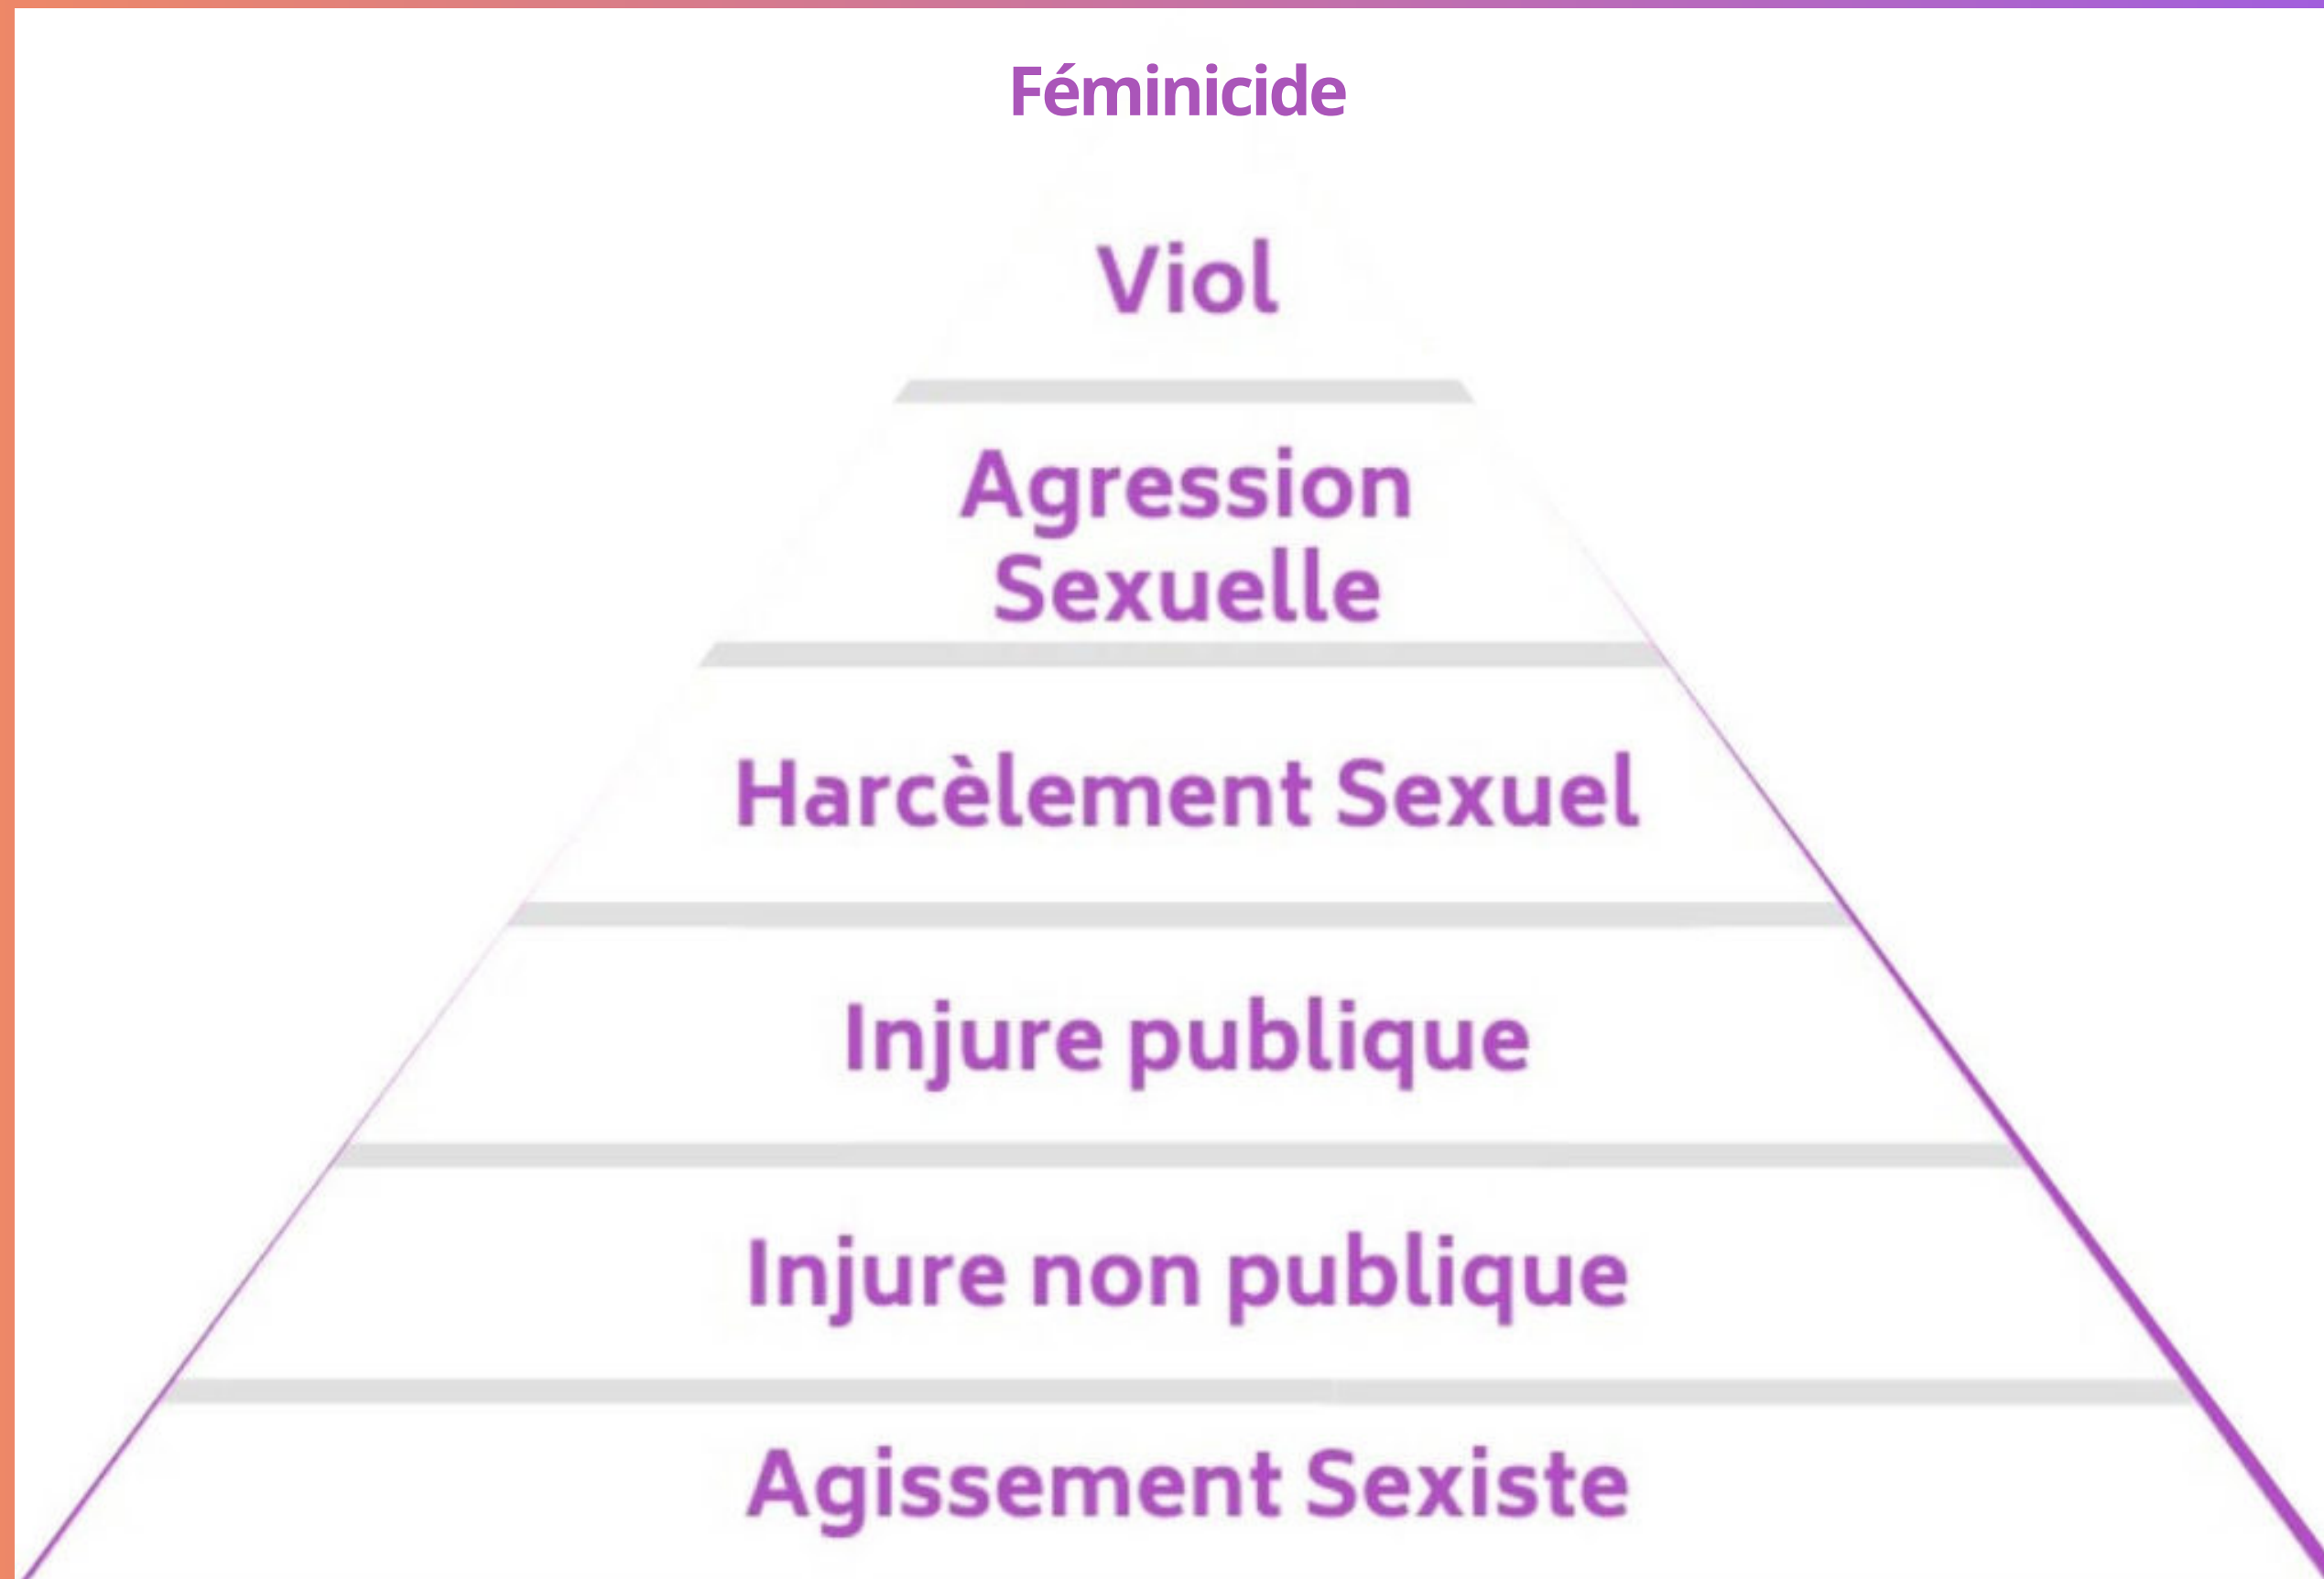 Féminicide
Viol
Agression
Sexuelle
Harcèlement Sexuel
Injure publique
Injure non publique
Agissement Sexiste